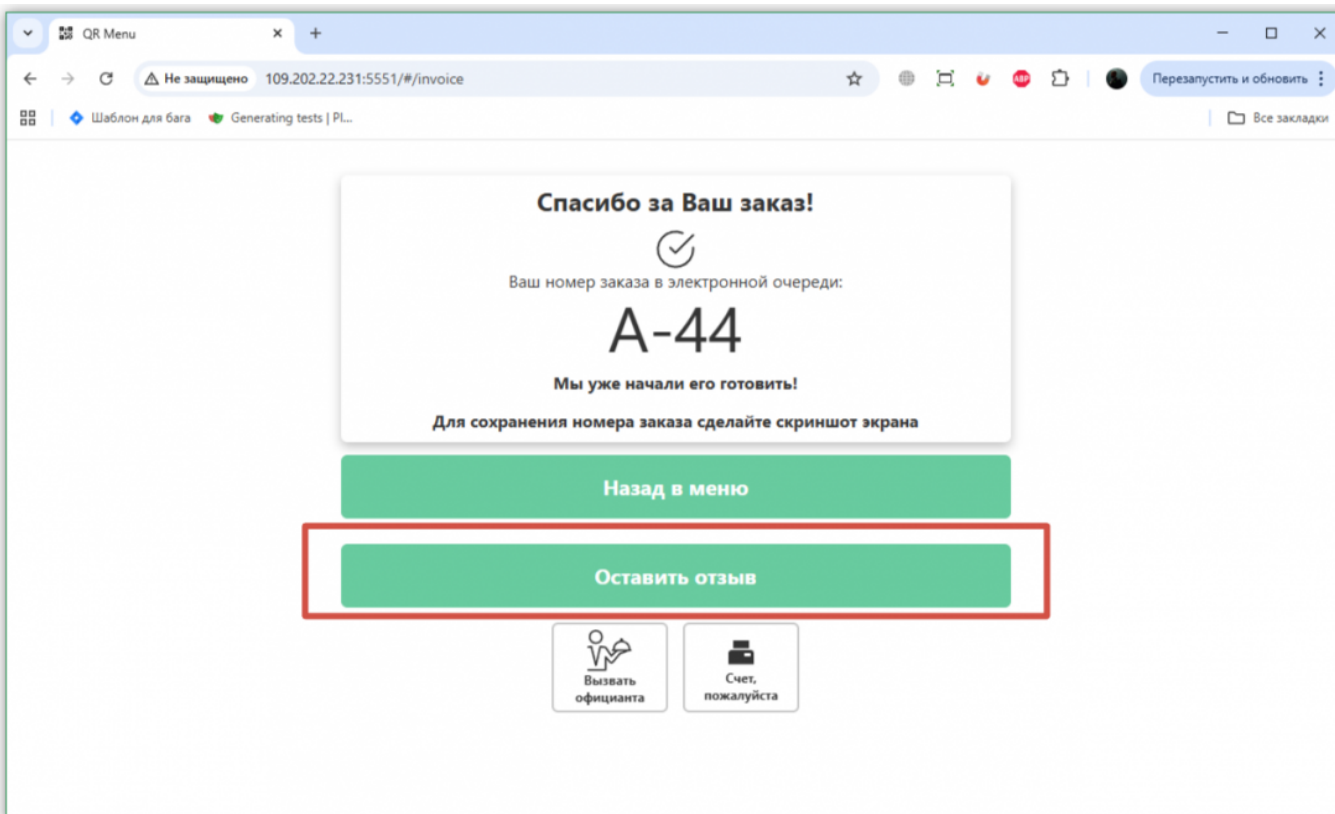 QR Menu
Не защищено 109.202.22.231:5551/#/invoice
ABP
Перезапустить и обновить
Шаблон для бага
Generating tests | Pl...
Все закладки
Спасибо за Ваш заказ!
Ваш номер заказа в электронной очереди:
А-44
Мы уже начали его готовить!
Для сохранения номера заказа сделайте скриншот экрана
Назад в меню
Оставить отзыв
Вызвать
официанта
Счет,
пожалуйста